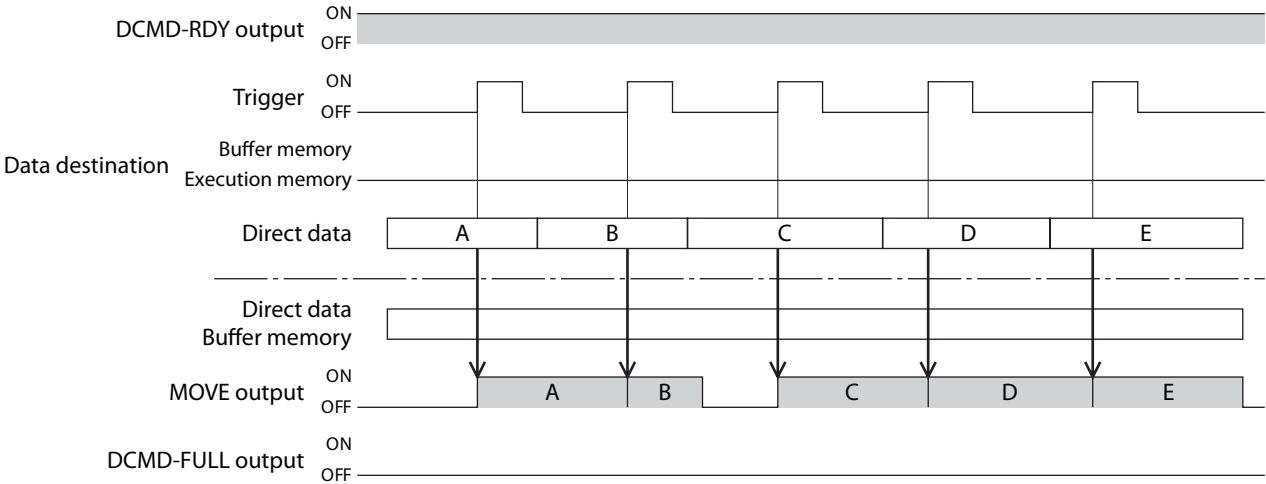 DCMD-RDY output
ON
OFF
Trigger
ON
OFF
Data destination
Buffer memory
Execution memory
Direct data
A B C D E
Direct data
Buffer memory
MOVE output
ON
OFF
A B C D E
DCMD-FULL output
ON
OFF